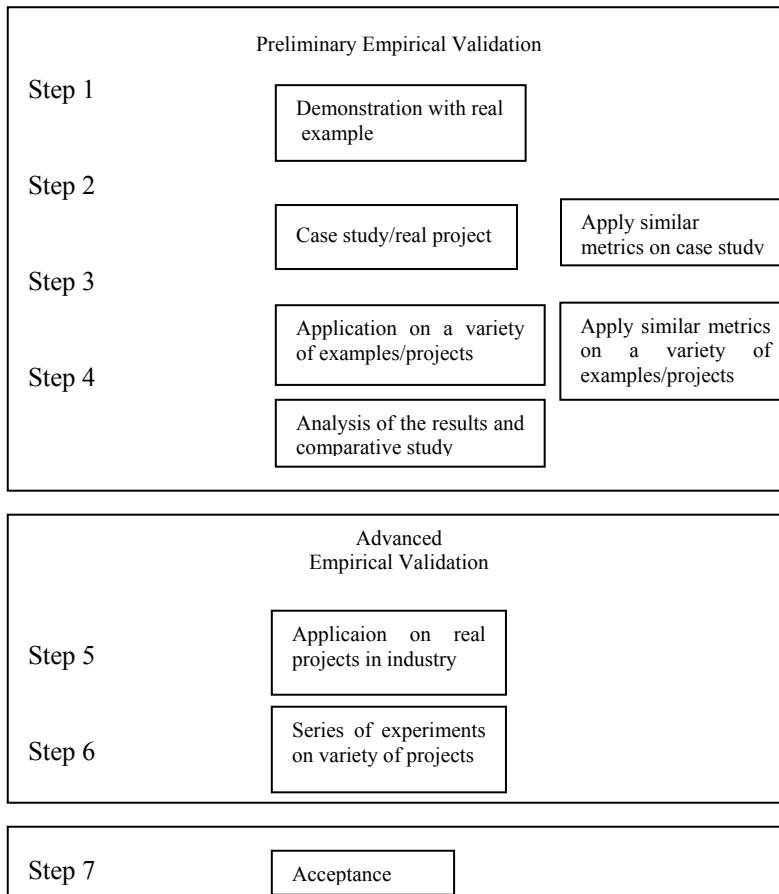 Preliminary Empirical Validation
Step 1
Demonstration with real
example
Step 2
Case study/real project
Apply similar
metrics on case study
Step 3
Application on a variety
of examples/projects
Apply similar metrics
on a variety of
examples/projects
Step 4
Analysis of the results and
comparative study
Advanced
Empirical Validation
Step 5
Applicaion on real
projects in industry
Step 6
Series of experiments
on variety of projects
Step 7
Acceptance